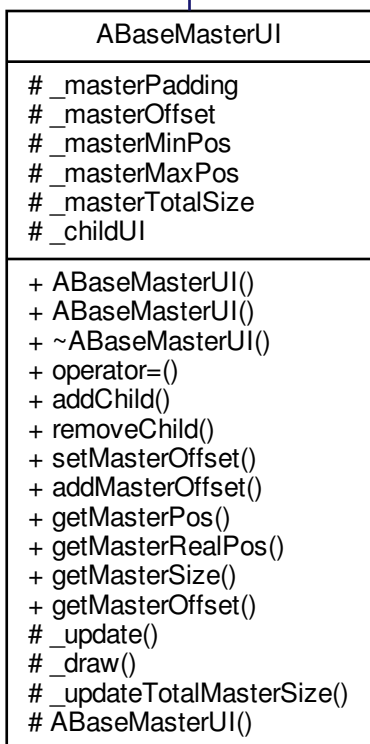 ABaseMasterUI
# _masterPadding
# _masterOffset
# _masterMinPos
# _masterMaxPos
# _masterTotalSize
# _childUI
+ ABaseMasterUI()
+ ABaseMasterUI()
+ ~ABaseMasterUI()
+ operator=()
+ addChild()
+ removeChild()
+ setMasterOffset()
+ addMasterOffset()
+ getMasterPos()
+ getMasterRealPos()
+ getMasterSize()
+ getMasterOffset()
# _update()
# _draw()
# _updateTotalMasterSize()
# ABaseMasterUI()